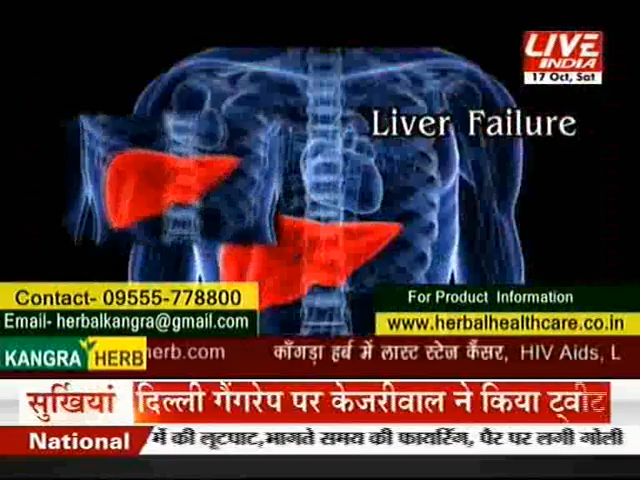 LIVE
INDIA
17 Oct, Sat
Liver Failure
Contact- 09555-778800
Email- herbalkangra@gmail.com
For Product Information
www.herbalhealthcare.co.in
KANGRA HERB
herb.com काँगड़ा हर्ब में लास्ट स्टेज कैंसर, HIV Aids, L
सुर्खियां दिल्ली गैंगरेप पर केजरीवाल ने किया ट्वीट
National में की लूटपाट,भागते समय की फायरिंग, पैर पर लगी गोली